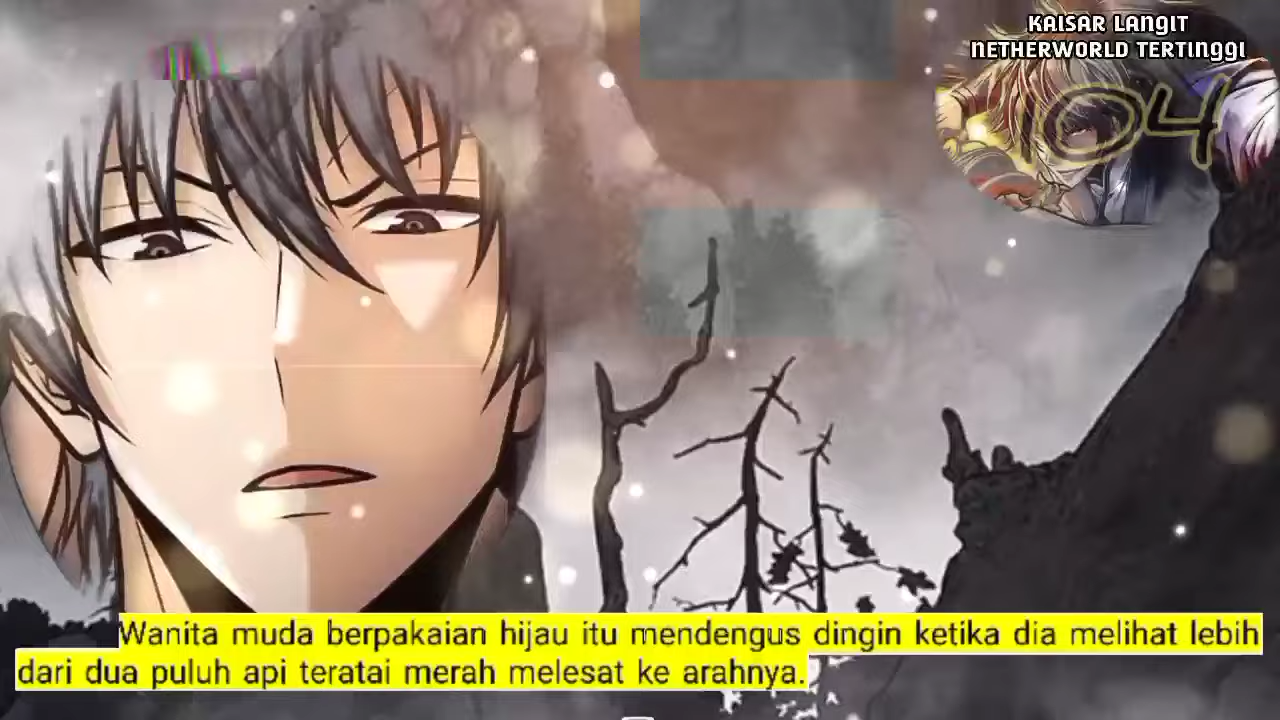 KAISAR LANGIT
NETHERWORLD TERTINGGI
104
Wanita muda berpakaian hijau itu mendengus dingin ketika dia melihat lebih
dari dua puluh api teratai merah melesat ke arahnya.